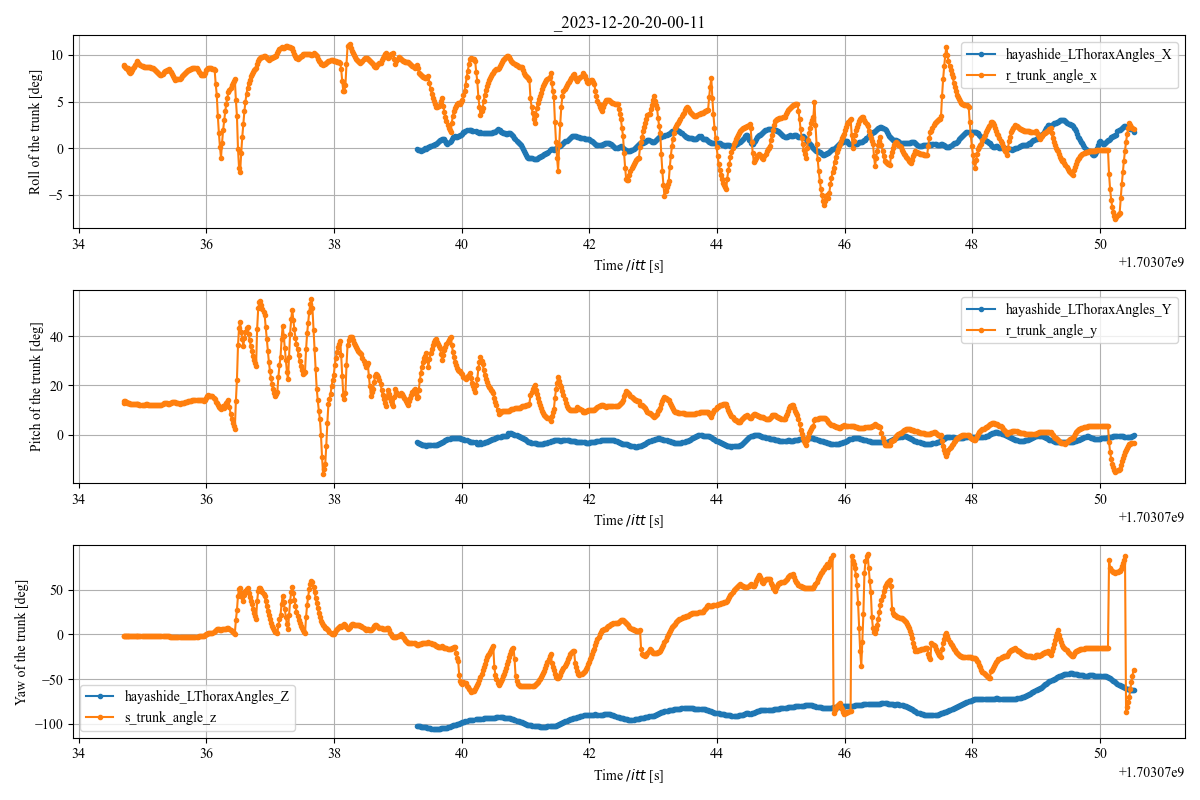 _2023-12-20-20-00-11
Roll of the trunk [deg]
10
5
0
−5
hayashide_LThoraxAngles_X
r_trunk_angle_x
34 36 38 40 42 44 46 48 50
Time /itt [s]
+1.70307e9
Pitch of the trunk [deg]
40
20
0
hayashide_LThoraxAngles_Y
r_trunk_angle_y
34 36 38 40 42 44 46 48 50
Time /itt [s]
+1.70307e9
Yaw of the trunk [deg]
50
0
−50
−100
hayashide_LThoraxAngles_Z
s_trunk_angle_z
34 36 38 40 42 44 46 48 50
Time /itt [s]
+1.70307e9